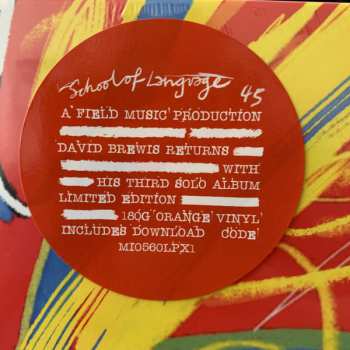 School of Language 45
A FIELD MUSIC PRODUCTION
DAVID BREWIS RETURNS
WITH
HIS THIRD SOLO ALBUM
LIMITED EDITION
180G ORANGE VINYL
INCLUDES DOWNLOAD CODE
MI0560LPX1